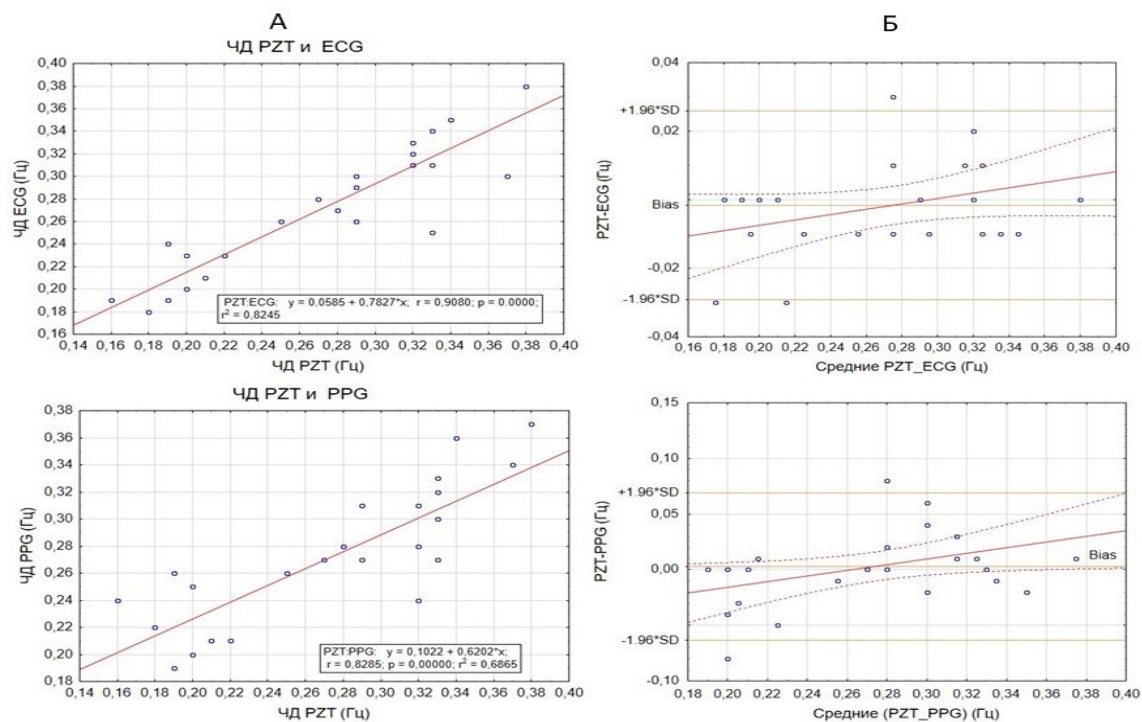 А
Б
ЧД PZT и ECG
ЧД ECG (Гц)
0,40
0,38
0,36
0,34
0,32
0,30
0,28
0,26
0,24
0,22
0,20
0,18
0,16
PZT:ECG: y = 0,0585 + 0,7827*x; r = 0,9080; p = 0.0000;
r² = 0,8245
0,14 0,16 0,18 0,20 0,22 0,24 0,26 0,28 0,30 0,32 0,34 0,36 0,38 0,40
ЧД PZT (Гц)
PZT-ECG (Гц)
0,04
+1.96*SD
0,02
Bias
-0,02
-1.96*SD
-0,04
0,16 0,18 0,20 0,22 0,24 0,26 0,28 0,30 0,32 0,34 0,36 0,38 0,40
Средние PZT_ECG (Гц)
ЧД PZT и PPG
ЧД PPG (Гц)
0,38
0,36
0,34
0,32
0,30
0,28
0,26
0,24
0,22
0,20
0,18
PZT:PPG: y = 0,1022 + 0,6202*x;
r = 0,8285; p = 0,00000; r² = 0,6865
0,14 0,16 0,18 0,20 0,22 0,24 0,26 0,28 0,30 0,32 0,34 0,36 0,38 0,40
ЧД PZT (Гц)
PZT-PPG (Гц)
0,15
0,10
+1.96*SD
0,05
Bias
0,00
-1.96*SD
-0,10
0,18 0,20 0,22 0,24 0,26 0,28 0,30 0,32 0,34 0,36 0,38 0,40
Средние (PZT_PPG) (Гц)